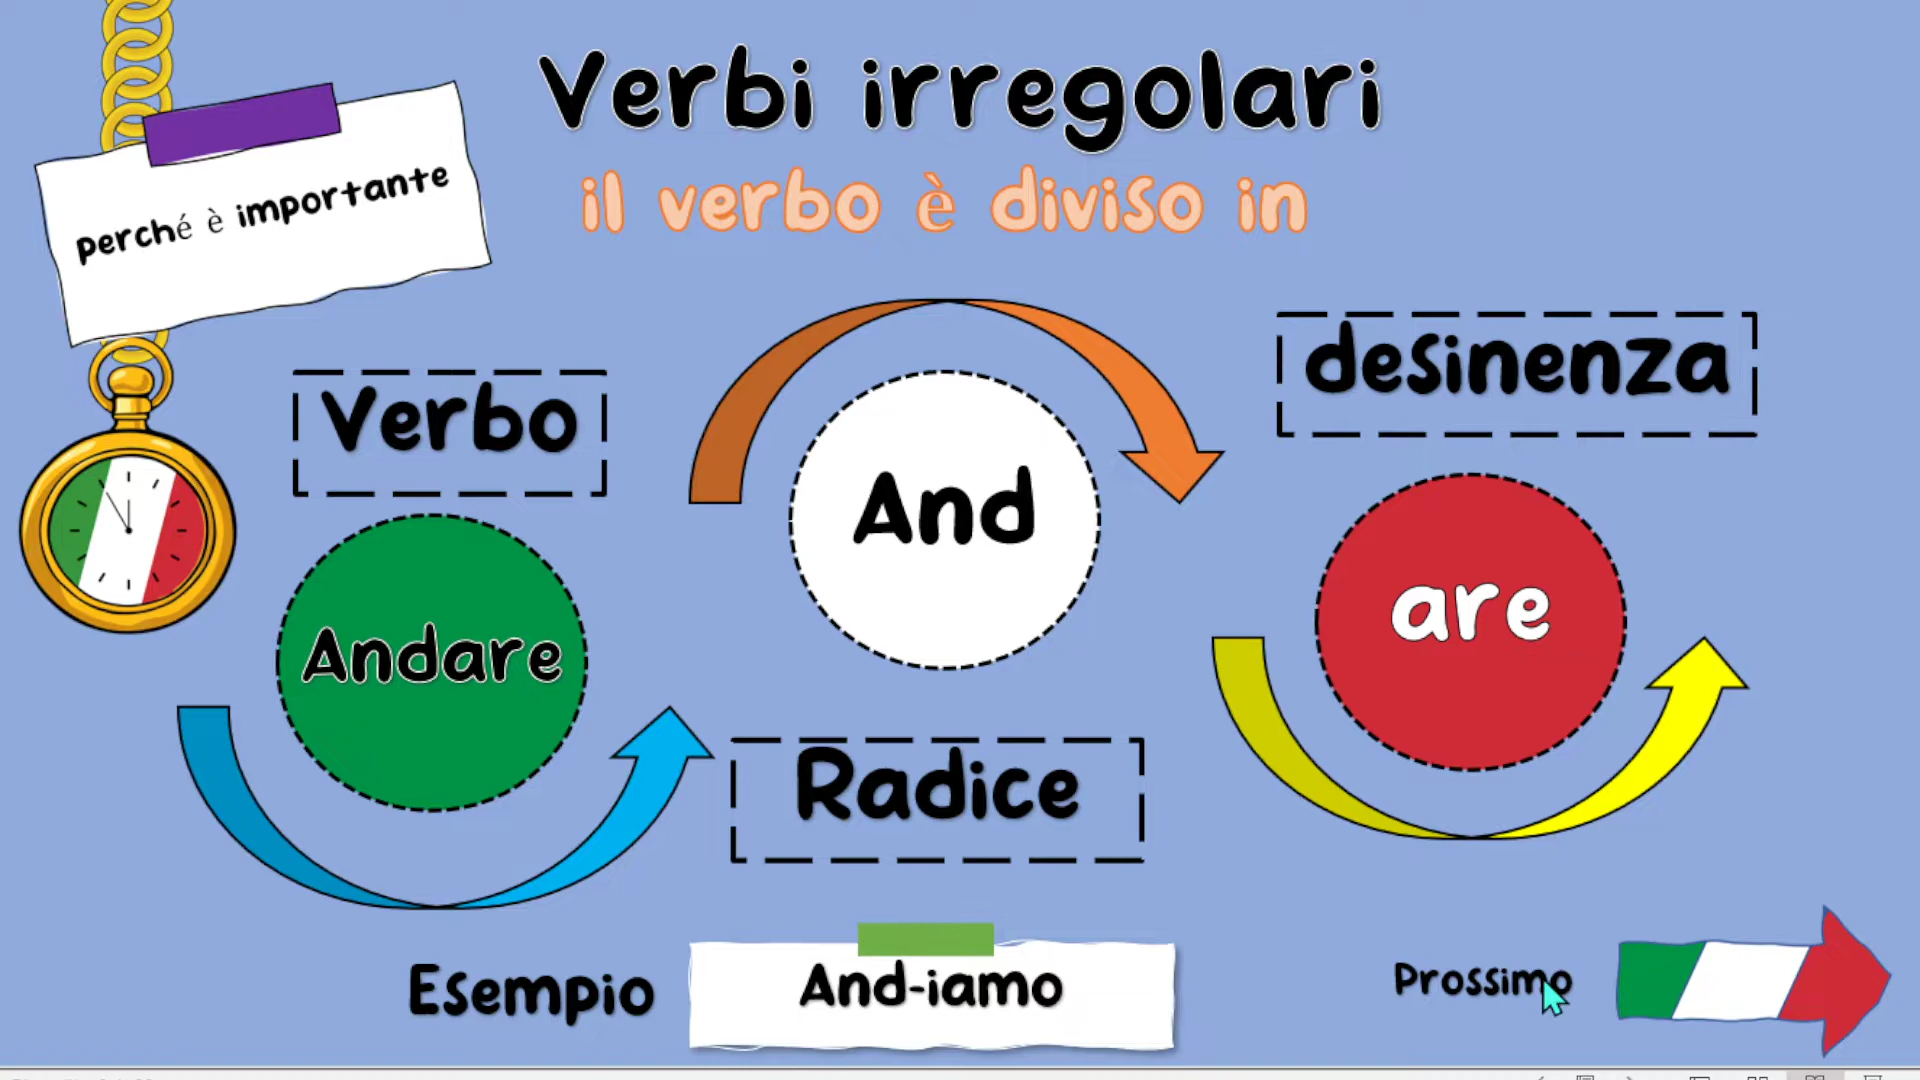 Verbi irregolari
il verbo è diviso in
perché è importante
Verbo
Andare
And
Radice
desinenza
are
Esempio
And-iamo
Prossimo